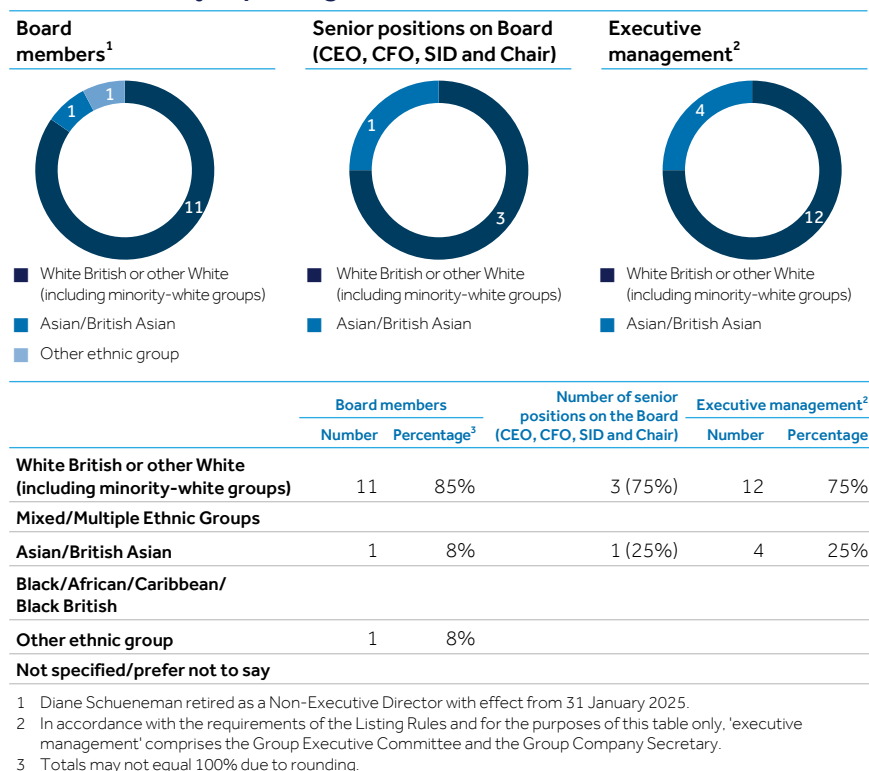 Board
members1
Senior positions on Board
(CEO, CFO, SID and Chair)
Executive
management2
1
1
11
1
3
4
12
White British or other White
(including minority-white groups)
Asian/British Asian
Other ethnic group
White British or other White
(including minority-white groups)
Asian/British Asian
White British or other White
(including minority-white groups)
Asian/British Asian
Board members
Number of senior
positions on the Board
(CEO, CFO, SID and Chair)
Executive management2
Number Percentage3 Number Percentage
White British or other White
(including minority-white groups) 11 85% 3 (75%) 12 75%
Mixed/Multiple Ethnic Groups
Asian/British Asian 1 8% 1 (25%) 4 25%
Black/African/Caribbean/
Black British
Other ethnic group 1 8%
Not specified/prefer not to say
1 Diane Schueneman retired as a Non-Executive Director with effect from 31 January 2025.
2 In accordance with the requirements of the Listing Rules and for the purposes of this table only, 'executive
management' comprises the Group Executive Committee and the Group Company Secretary.
3 Totals may not equal 100% due to rounding.